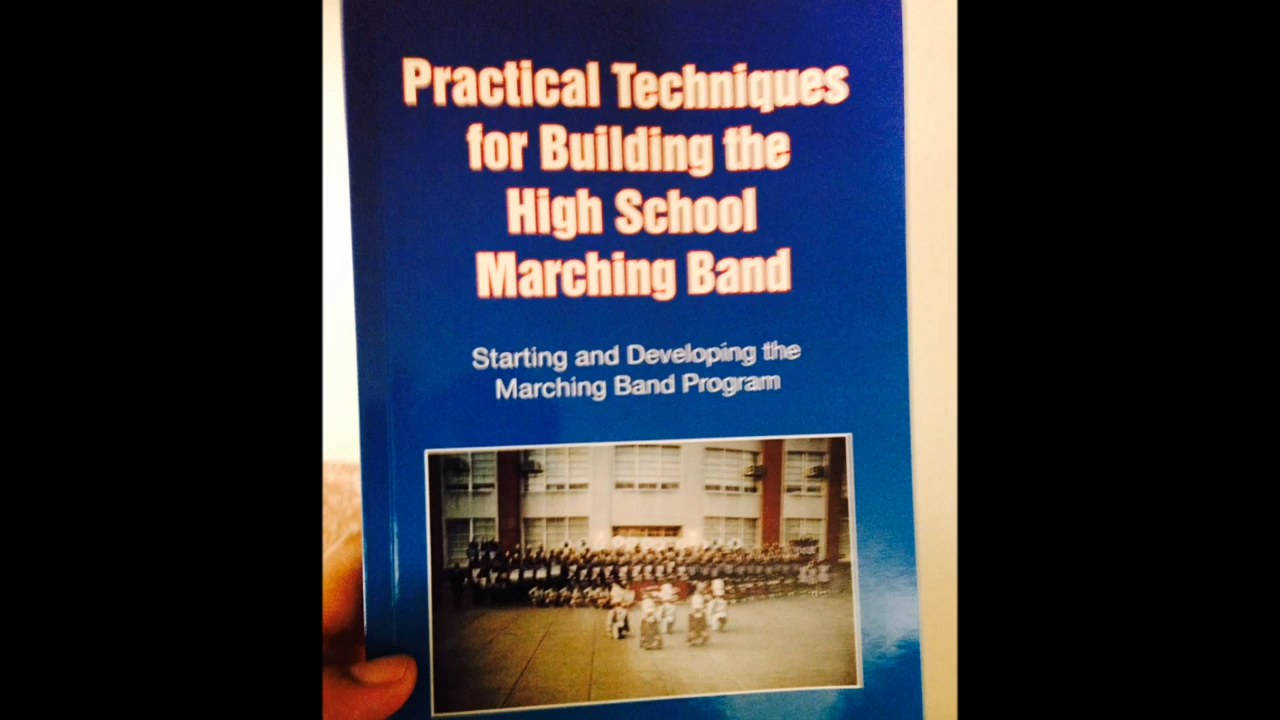 Practical Techniques
for Building the
High School
Marching Band
Starting and Developing the
Marching Band Program